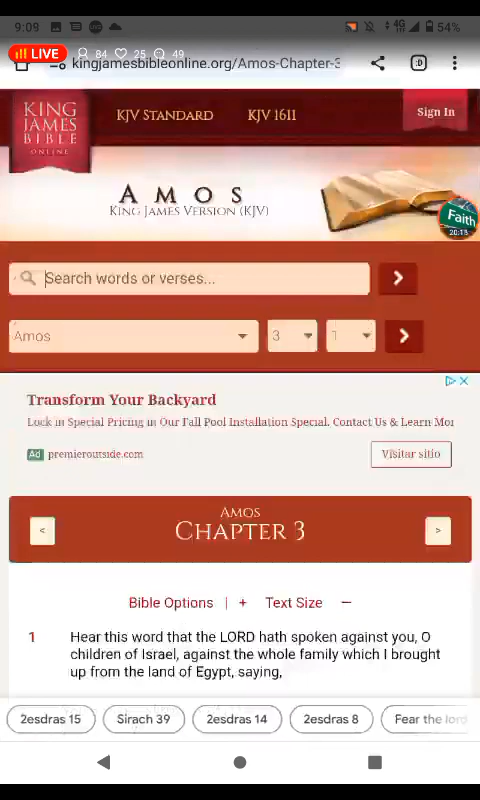 9:09
4G 54%
LIVE 84 25 49
kingjamesbibleonline.org/Amos-Chapter-3
:D
KING
JAMES
BIBLE
ONLINE
KJV STANDARD KJV 1611
Sign In
AMOS
KING JAMES VERSION (KJV)
Faith
20:13
Search words or verses...
Amos 3 1
Transform Your Backyard
Lock in Special Pricing in Our Fall Pool Installation Special. Contact Us & Learn Mor
Ad premieroutside.com
Visitar sitio
AMOS
< CHAPTER 3 >
Bible Options | + Text Size −
1 Hear this word that the LORD hath spoken against you, O
children of Israel, against the whole family which I brought
up from the land of Egypt, saying,
2esdras 15 Sirach 39 2esdras 14 2esdras 8 Fear the lord